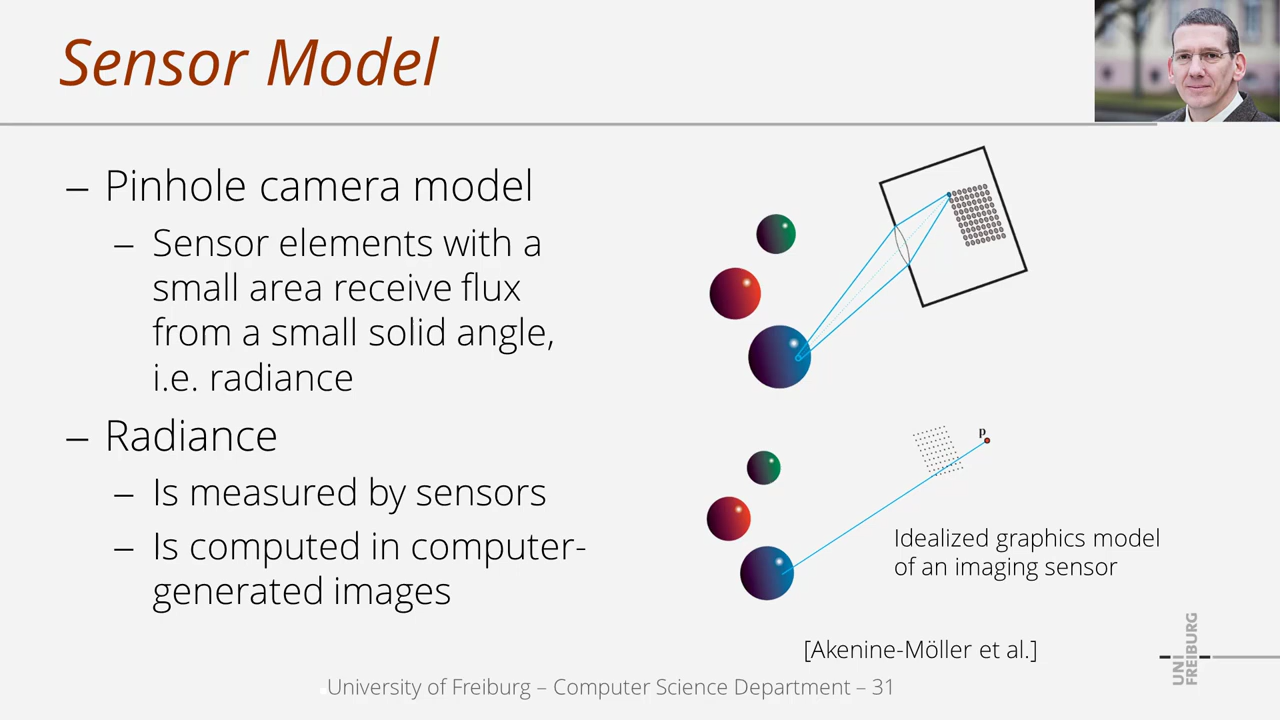 Sensor Model
– Pinhole camera model
– Sensor elements with a
small area receive flux
from a small solid angle,
i.e. radiance
– Radiance
– Is measured by sensors
– Is computed in computer-
generated images
p
Idealized graphics model
of an imaging sensor
[Akenine-Möller et al.]
University of Freiburg – Computer Science Department – 31
UNI
FREIBURG